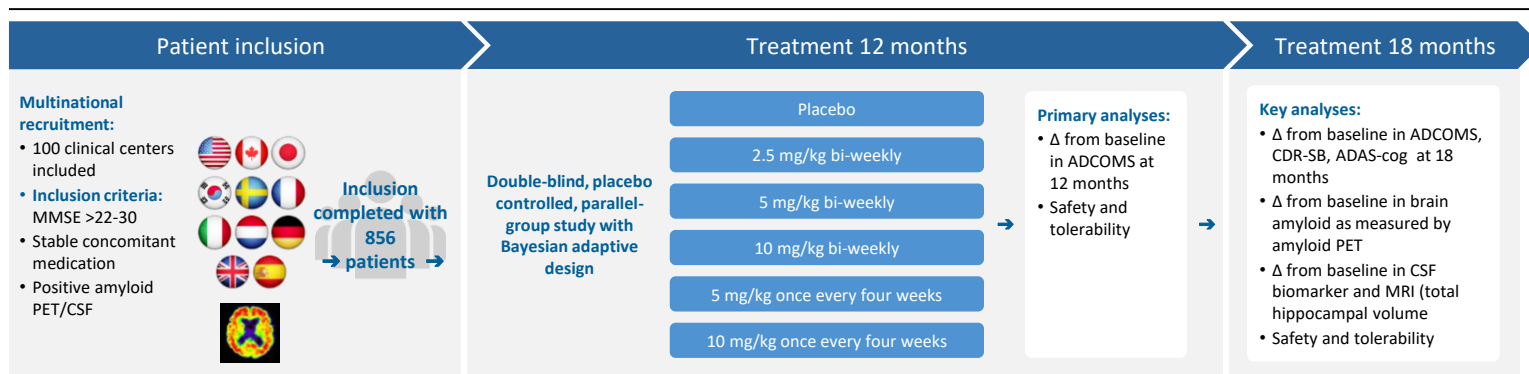 Patient inclusion
Treatment 12 months
Treatment 18 months
Multinational
recruitment:
• 100 clinical centers
included
• Inclusion criteria:
MMSE >22-30
• Stable concomitant
medication
• Positive amyloid
PET/CSF
Inclusion
completed with
856
➔ patients ➔
Double-blind, placebo
controlled, parallel-
group study with
Bayesian adaptive
design
Placebo
2.5 mg/kg bi-weekly
5 mg/kg bi-weekly
10 mg/kg bi-weekly
5 mg/kg once every four weeks
10 mg/kg once every four weeks
➔
Primary analyses:
• Δ from baseline
in ADCOMS at
12 months
• Safety and
tolerability
➔
Key analyses:
• Δ from baseline in ADCOMS,
CDR-SB, ADAS-cog at 18
months
• Δ from baseline in brain
amyloid as measured by
amyloid PET
• Δ from baseline in CSF
biomarker and MRI (total
hippocampal volume
• Safety and tolerability